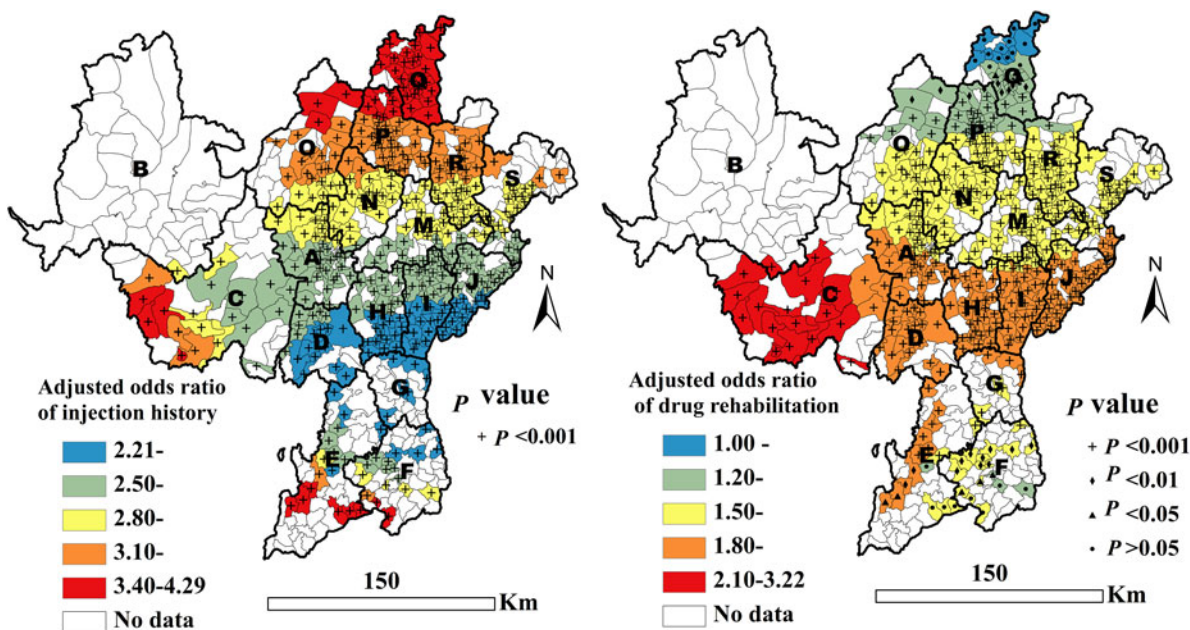 Q
O
P
R
S
B
N
M
A
C
J
H
I
D
G
E
F
N
Adjusted odds ratio
of injection history
2.21-
2.50-
2.80-
3.10-
3.40-4.29
No data
P value
+ P <0.001
150
Km
Q
O
P
R
S
B
N
M
A
C
J
H
I
D
G
E
F
N
Adjusted odds ratio
of drug rehabilitation
1.00 -
1.20-
1.50-
1.80-
2.10-3.22
No data
P value
+ P <0.001
P <0.01
P <0.05
P >0.05
150
Km